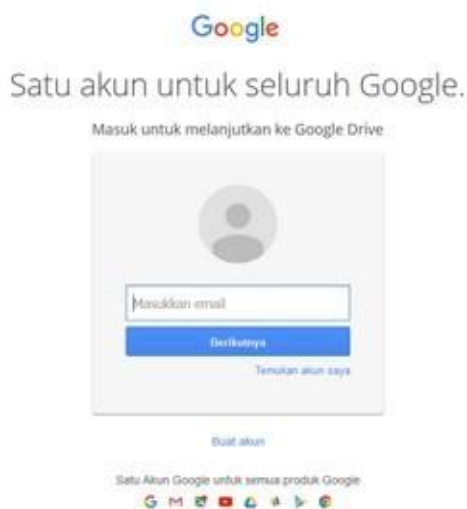 Google
Satu akun untuk seluruh Google.
Masuk untuk melanjutkan ke Google Drive
Masukkan email
Berikutnya
Temukan akun saya
Buat akun
Satu Akun Google untuk semua produk Google